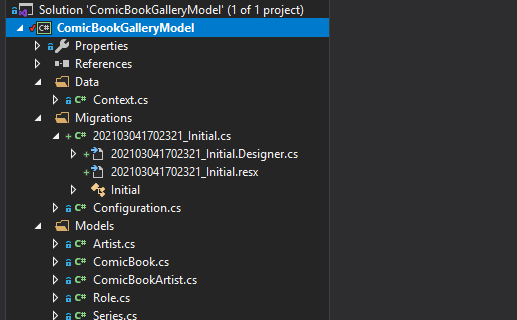 Solution 'ComicBookGalleryModel' (1 of 1 project)
C# ComicBookGalleryModel
Properties
References
Data
C# Context.cs
Migrations
+ C# 202103041702321_Initial.cs
+ 202103041702321_Initial.Designer.cs
+ 202103041702321_Initial.resx
Initial
C# Configuration.cs
Models
C# Artist.cs
C# ComicBook.cs
C# ComicBookArtist.cs
C# Role.cs
C# Series.cs